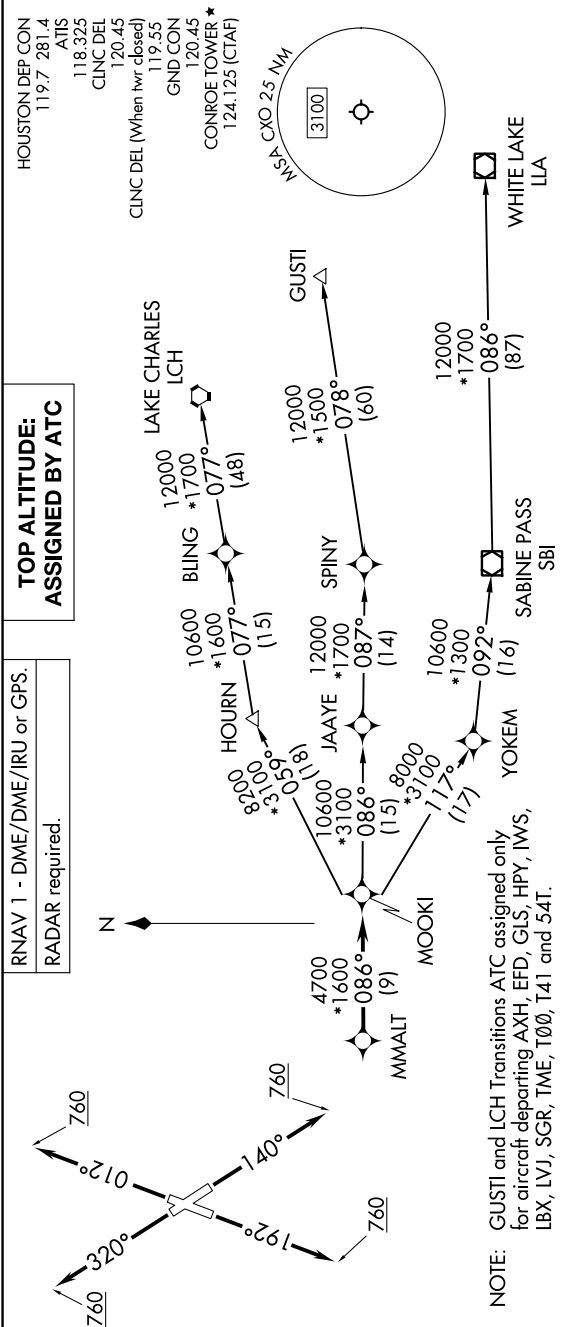 RNAV 1 - DME/DME/IRU or GPS.
RADAR required.
TOP ALTITUDE:
ASSIGNED BY ATC
HOUSTON DEP CON
119.7 281.4
ATIS
118.325
CLNC DEL
120.45
CLNC DEL (When twr closed)
119.55
GND CON
120.45
CONROE TOWER ★
124.125 (CTAF)
MSA CXO 25 NM
3100
N
760
320°
012°
760
760
192°
140°
760
MMALT
4700
*1600
086°
(9)
MOOKI
8200
*3100
059°
(18)
HOURN
10600
*1600
077°
(15)
BLING
12000
*1700
077°
(48)
LAKE CHARLES
LCH
10600
*3100
086°
(15)
JAAYE
12000
*1700
087°
(14)
SPINY
12000
*1500
078°
(60)
GUSTI
8000
*3100
117°
(17)
YOKEM
10600
*1300
092°
(16)
SABINE PASS
SBI
12000
*1700
086°
(87)
WHITE LAKE
LLA
NOTE: GUSTI and LCH Transitions ATC assigned only
for aircraft departing AXH, EFD, GLS, HPY, IWS,
LBX, LVJ, SGR, TME, TØØ, T41 and 54T.